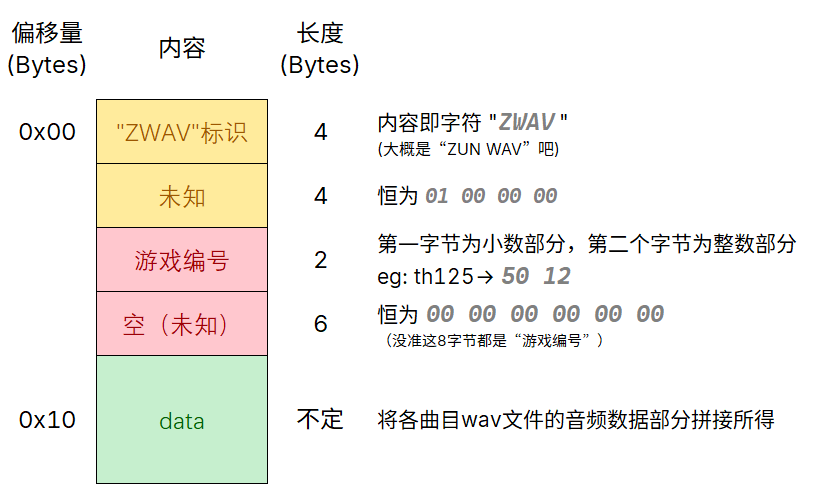 偏移量
(Bytes)
内容
长度
(Bytes)
0x00
"ZWAV"标识
4
内容即字符 "ZWAV"
(大概是“ZUN WAV”吧)
未知
4
恒为 01 00 00 00
游戏编号
2
第一字节为小数部分，第二个字节为整数部分
eg: th125→ 50 12
空（未知）
6
恒为 00 00 00 00 00 00
（没准这8字节都是“游戏编号”）
0x10
data
不定
将各曲目wav文件的音频数据部分拼接所得